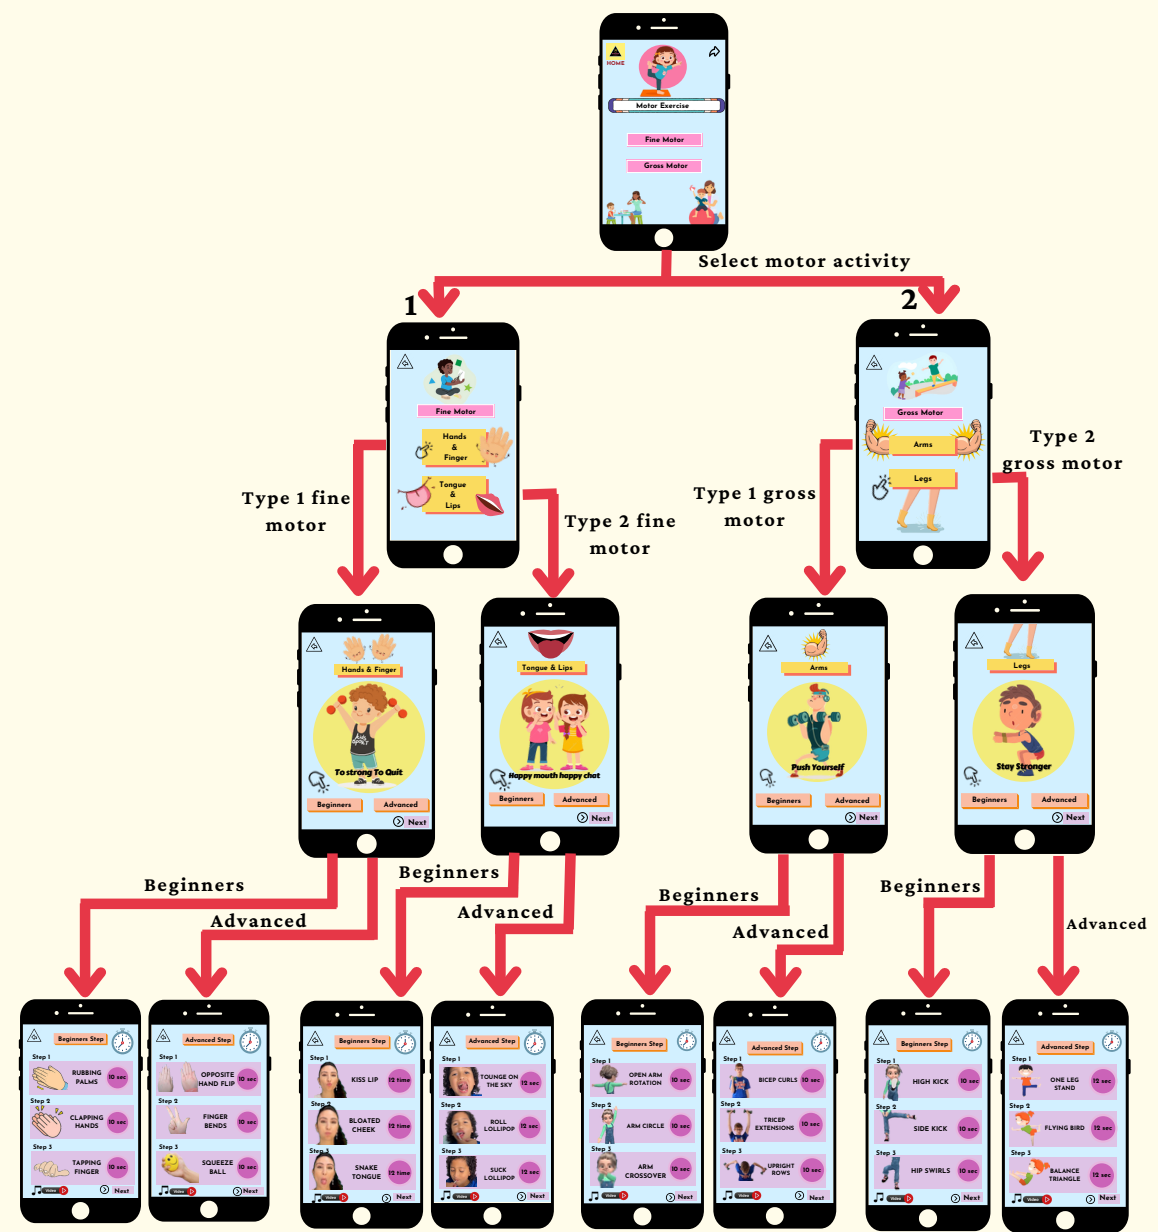 HOME
Motor Exercise
Fine Motor
Gross Motor
Select motor activity
1
2
Fine Motor
Hands
&
Finger
Tongue
&
Lips
Gross Motor
Arms
Legs
Type 1 fine
motor
Type 2 fine
motor
Type 1 gross
motor
Type 2
gross motor
Hands & Finger
To strong To Quit
Beginners
Advanced
Next
Tongue & Lips
Happy mouth happy chat
Beginners
Advanced
Next
Arms
Push Yourself
Beginners
Advanced
Next
Legs
Stay Stronger
Beginners
Advanced
Next
Beginners
Advanced
Beginners
Advanced
Beginners
Advanced
Beginners
Advanced
Beginners Step
Step 1
RUBBING
PALMS
10 sec
Step 2
CLAPPING
HANDS
10 sec
Step 3
TAPPING
FINGER
10 sec
Video
Next
Advanced Step
Step 1
OPPOSITE
HAND FLIP
10 sec
Step 2
FINGER
BENDS
10 sec
Step 3
SQUEEZE
BALL
10 sec
Video
Next
Beginners Step
Step 1
KISS LIP
12 time
Step 2
BLOATED
CHEEK
12 time
Step 3
SNAKE
TONGUE
12 time
Video
Next
Advanced Step
Step 1
TOUNGE ON
THE SKY
12 sec
Step 2
ROLL
LOLLIPOP
12 sec
Step 3
SUCK
LOLLIPOP
12 sec
Video
Next
Beginners Step
Step 1
OPEN ARM
ROTATION
10 sec
Step 2
ARM CIRCLE
10 sec
Step 3
ARM
CROSSOVER
10 sec
Video
Next
Advanced Step
Step 1
BICEP CURLS
10 sec
Step 2
TRICEP
EXTENSIONS
10 sec
Step 3
UPRIGHT
ROWS
10 sec
Video
Next
Beginners Step
Step 1
HIGH KICK
10 sec
Step 2
SIDE KICK
10 sec
Step 3
HIP SWIRLS
10 sec
Video
Next
Advanced Step
Step 1
ONE LEG
STAND
12 sec
Step 2
FLYING BIRD
12 sec
Step 3
BALANCE
TRIANGLE
12 sec
Video
Next